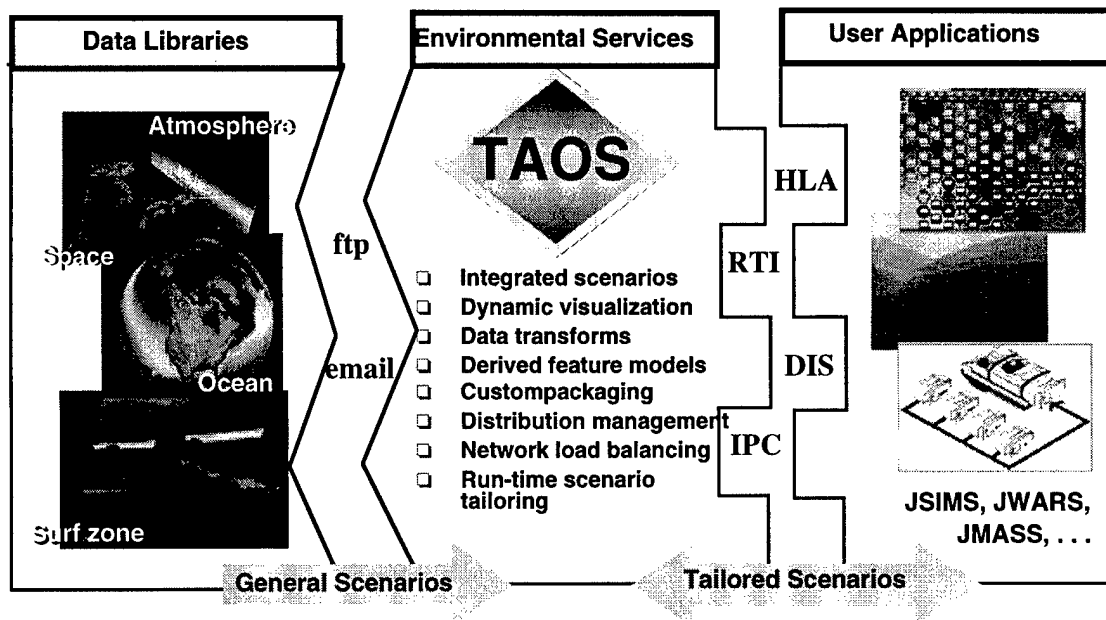 Data Libraries
Environmental Services
User Applications
Atmosphere
Space
Ocean
Surf zone
ftp
email
TAOS
❏ Integrated scenarios
❏ Dynamic visualization
❏ Data transforms
❏ Derived feature models
❏ Custompackaging
❏ Distribution management
❏ Network load balancing
❏ Run-time scenario
tailoring
HLA
RTI
DIS
IPC
JSIMS, JWARS,
JMASS, . . .
General Scenarios
Tailored Scenarios